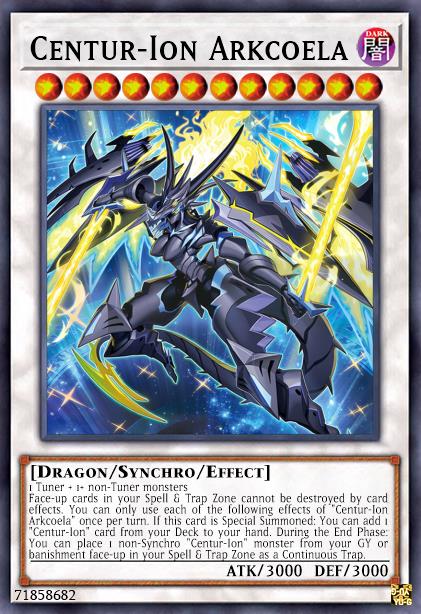 Centur-Ion Arkcoela
DARK
闇
[Dragon/Synchro/Effect]
1 Tuner + 1+ non-Tuner monsters
Face-up cards in your Spell & Trap Zone cannot be destroyed by card
effects. You can only use each of the following effects of "Centur-Ion
Arkcoela" once per turn. If this card is Special Summoned: You can add 1
"Centur-Ion" card from your Deck to your hand. During the End Phase:
You can place 1 non-Synchro "Centur-Ion" monster from your GY or
banishment face-up in your Spell & Trap Zone as a Continuous Trap.
ATK/3000 DEF/3000
71858682